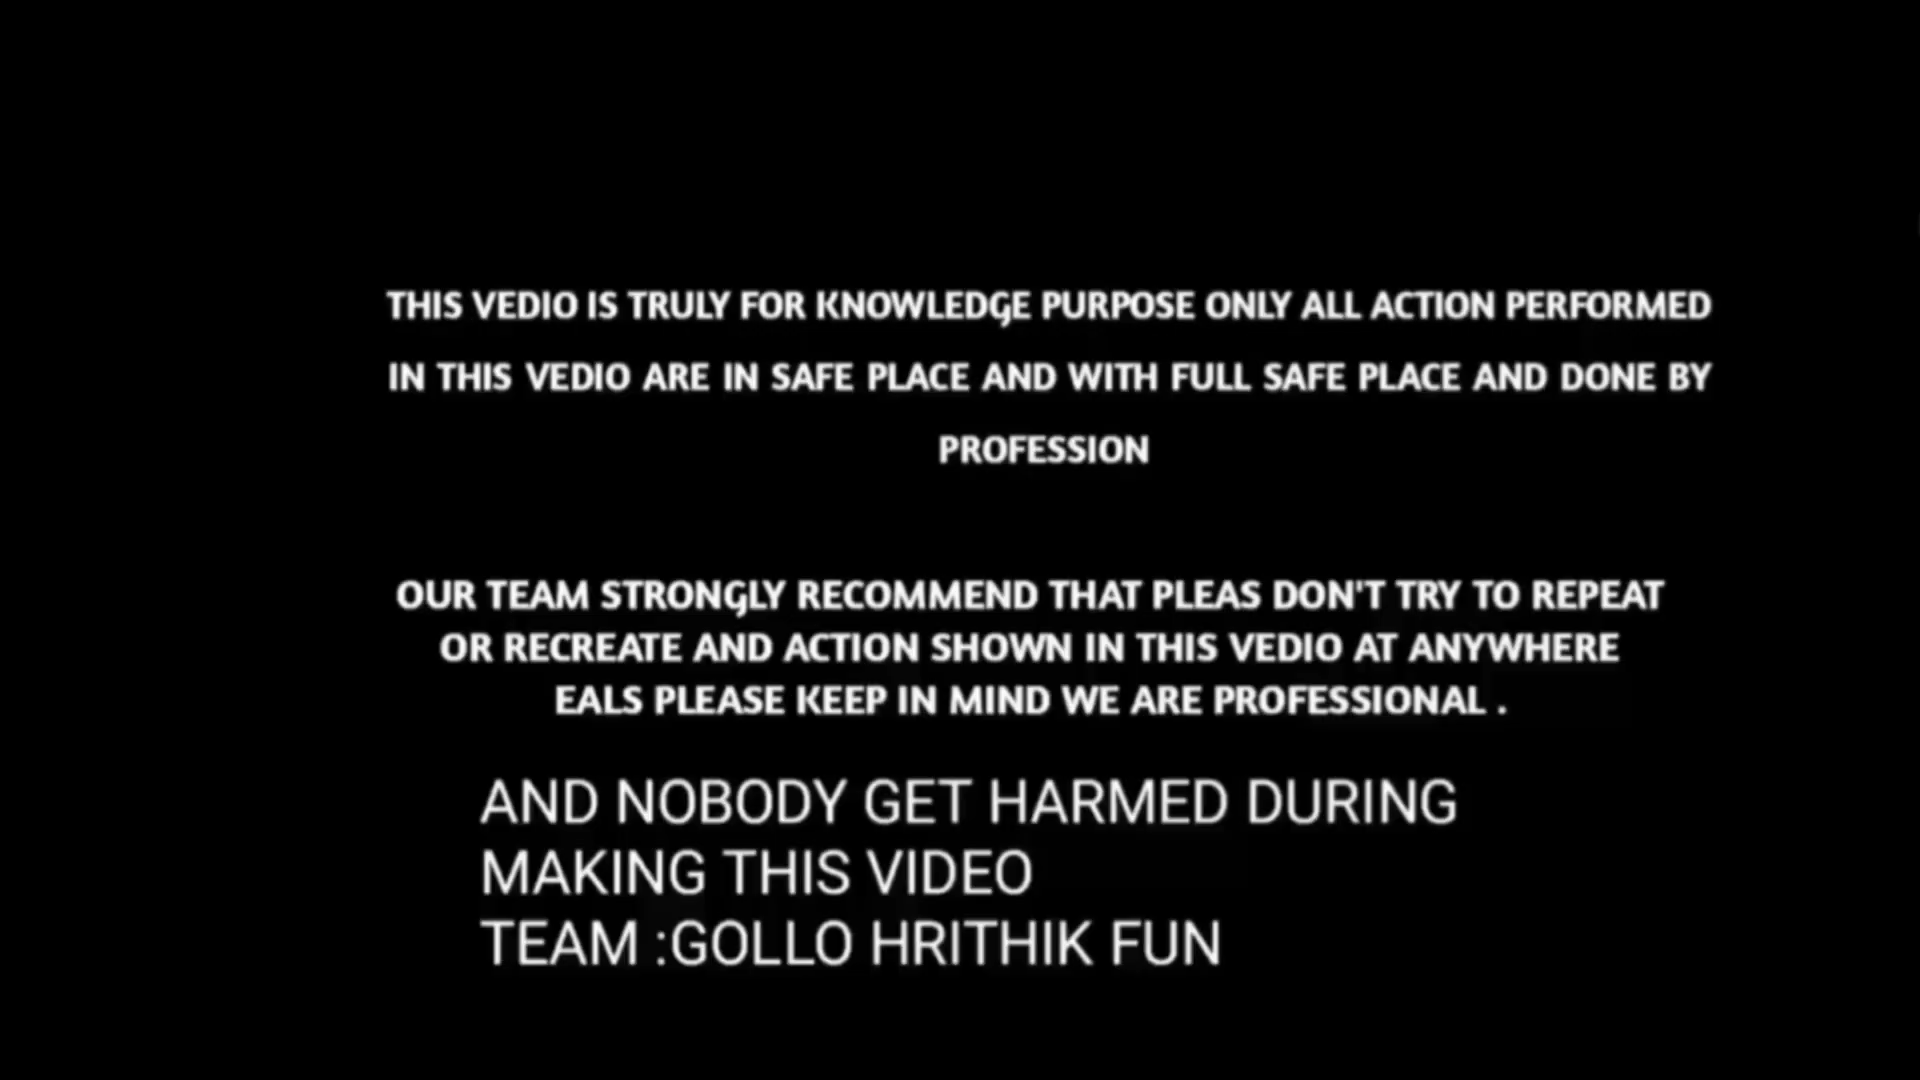 THIS VEDIO IS TRULY FOR KNOWLEDGE PURPOSE ONLY ALL ACTION PERFORMED
IN THIS VEDIO ARE IN SAFE PLACE AND WITH FULL SAFE PLACE AND DONE BY
PROFESSION
OUR TEAM STRONGLY RECOMMEND THAT PLEAS DON'T TRY TO REPEAT
OR RECREATE AND ACTION SHOWN IN THIS VEDIO AT ANYWHERE
EALS PLEASE KEEP IN MIND WE ARE PROFESSIONAL .
AND NOBODY GET HARMED DURING
MAKING THIS VIDEO
TEAM :GOLLO HRITHIK FUN